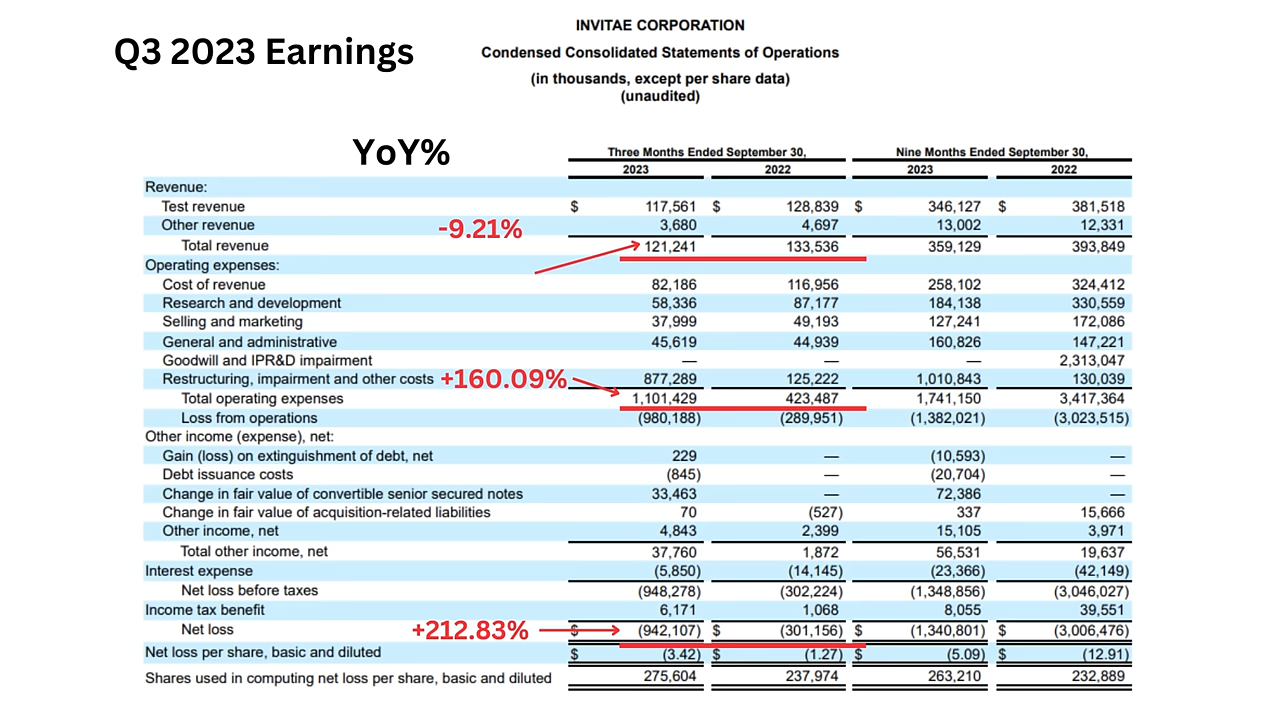 INVITAE CORPORATION
Q3 2023 Earnings
Condensed Consolidated Statements of Operations
(in thousands, except per share data)
(unaudited)
YoY%
Three Months Ended September 30, Nine Months Ended September 30,
2023 2022 2023 2022
Revenue:
Test revenue $ 117,561 $ 128,839 $ 346,127 $ 381,518
Other revenue 3,680 4,697 13,002 12,331
-9.21%
Total revenue 121,241 133,536 359,129 393,849
Operating expenses:
Cost of revenue 82,186 116,956 258,102 324,412
Research and development 58,336 87,177 184,138 330,559
Selling and marketing 37,999 49,193 127,241 172,086
General and administrative 45,619 44,939 160,826 147,221
Goodwill and IPR&D impairment — — — 2,313,047
Restructuring, impairment and other costs +160.09% 877,289 125,222 1,010,843 130,039
Total operating expenses 1,101,429 423,487 1,741,150 3,417,364
Loss from operations (980,188) (289,951) (1,382,021) (3,023,515)
Other income (expense), net:
Gain (loss) on extinguishment of debt, net 229 — (10,593) —
Debt issuance costs (845) — (20,704) —
Change in fair value of convertible senior secured notes 33,463 — 72,386 —
Change in fair value of acquisition-related liabilities 70 (527) 337 15,666
Other income, net 4,843 2,399 15,105 3,971
Total other income, net 37,760 1,872 56,531 19,637
Interest expense (5,850) (14,145) (23,366) (42,149)
Net loss before taxes (948,278) (302,224) (1,348,856) (3,046,027)
Income tax benefit 6,171 1,068 8,055 39,551
Net loss +212.83% $ (942,107) $ (301,156) $ (1,340,801) $ (3,006,476)
Net loss per share, basic and diluted $ (3.42) $ (1.27) $ (5.09) $ (12.91)
Shares used in computing net loss per share, basic and diluted 275,604 237,974 263,210 232,889